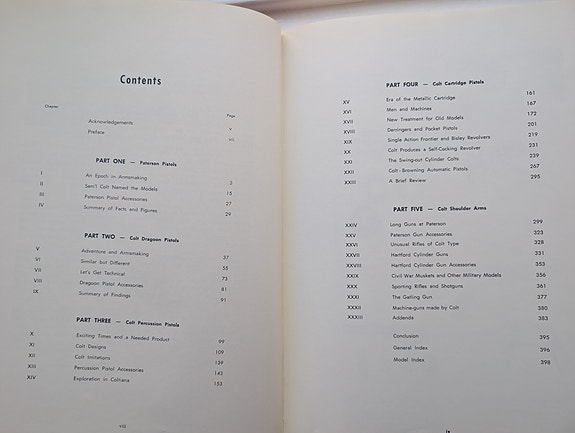 Contents
Chapter Page
Acknowledgements v
Preface vii
PART ONE — Paterson Pistols
I An Epoch in Armsmaking 3
II Sam'l Colt Named the Models 15
III Paterson Pistol Accessories 27
IV Summary of Facts and Figures 29
PART TWO — Colt Dragoon Pistols
V Adventure and Armsmaking 37
VI Similar but Different 55
VII Let's Get Technical 73
VIII Dragoon Pistol Accessories 81
IX Summary of Findings 91
PART THREE — Colt Percussion Pistols
X Exciting Times and a Needed Product 99
XI Colt Designs 109
XII Colt Imitations 139
XIII Percussion Pistol Accessories 143
XIV Exploration in Coltiana 153
viii
PART FOUR — Colt Cartridge Pistols
XV Era of the Metallic Cartridge 161
XVI Men and Machines 167
XVII New Treatment for Old Models 172
XVIII Derringers and Pocket Pistols 201
XIX Single Action Frontier and Bisley Revolvers 219
XX Colt Produces a Self-Cocking Revolver 231
XXI The Swing-out Cylinder Colts 239
XXII Colt-Browning Automatic Pistols 267
XXIII A Brief Review 295
PART FIVE — Colt Shoulder Arms
XXIV Long Guns at Paterson 299
XXV Paterson Gun Accessories 323
XXVI Unusual Rifles of Colt Type 328
XXVII Hartford Cylinder Guns 331
XXVIII Hartford Cylinder Gun Accessories 353
XXIX Civil War Muskets and Other Military Models 356
XXX Sporting Rifles and Shotguns 361
XXXI The Gatling Gun 377
XXXII Machine-guns made by Colt 380
XXXIII Addenda 383
Conclusion 395
General Index 396
Model Index 398